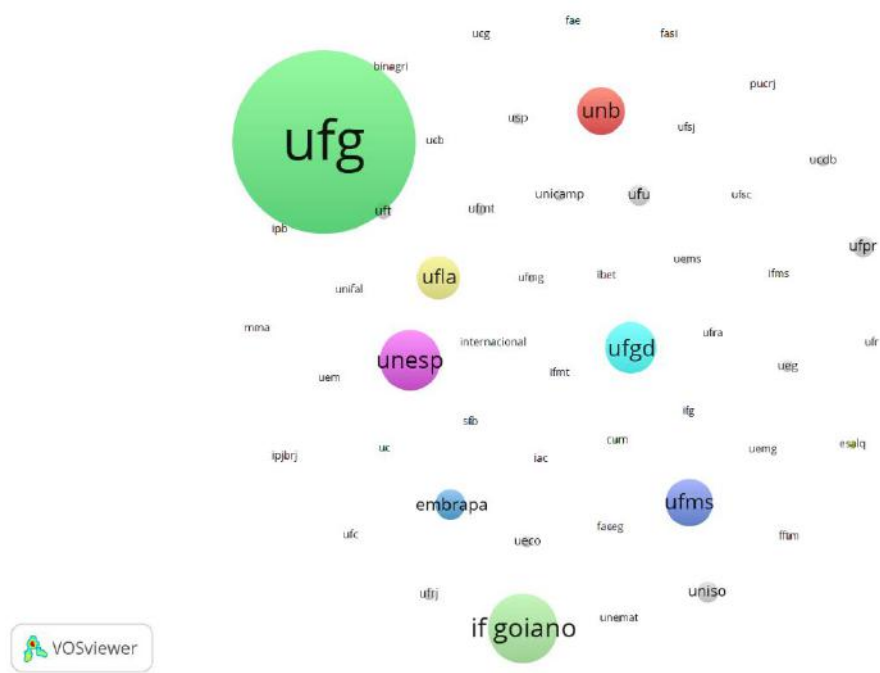 fae
ucg
fasi
binagri
pucrj
ufg
unb
usp
ufsj
ucb
ucdb
unicamp
ufu
ufsc
uft
ufmt
ipb
ufpr
uems
ufla
ufmg
ibet
ifms
unifal
mma
ufra
internacional
ufgd
ufr
unesp
ueg
ifmt
uem
ifg
sfb
cum
esalq
uc
uemg
ipjbrj
iac
embrapa
ufms
faseg
ufc
ueco
ufrj
uniso
unemat
if goiano
VOSviewer